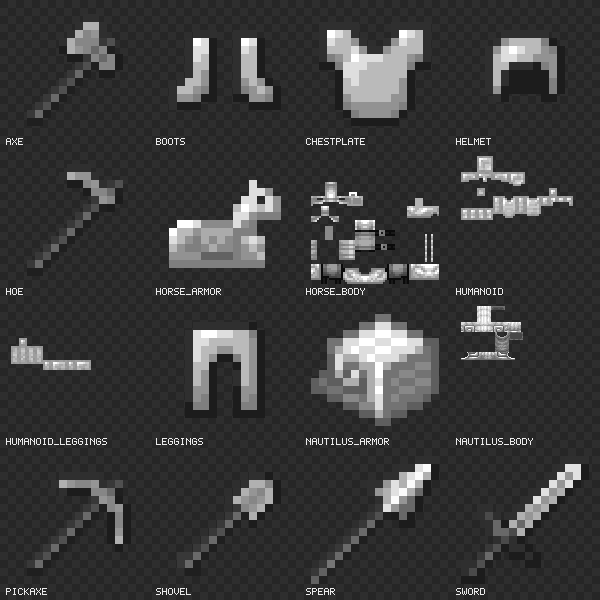 AXE
BOOTS
CHESTPLATE
HELMET
HOE
HORSE_ARMOR
HORSE_BODY
HUMANOID
HUMANOID_LEGGINGS
LEGGINGS
NAUTILUS_ARMOR
NAUTILUS_BODY
PICKAXE
SHOVEL
SPEAR
SWORD